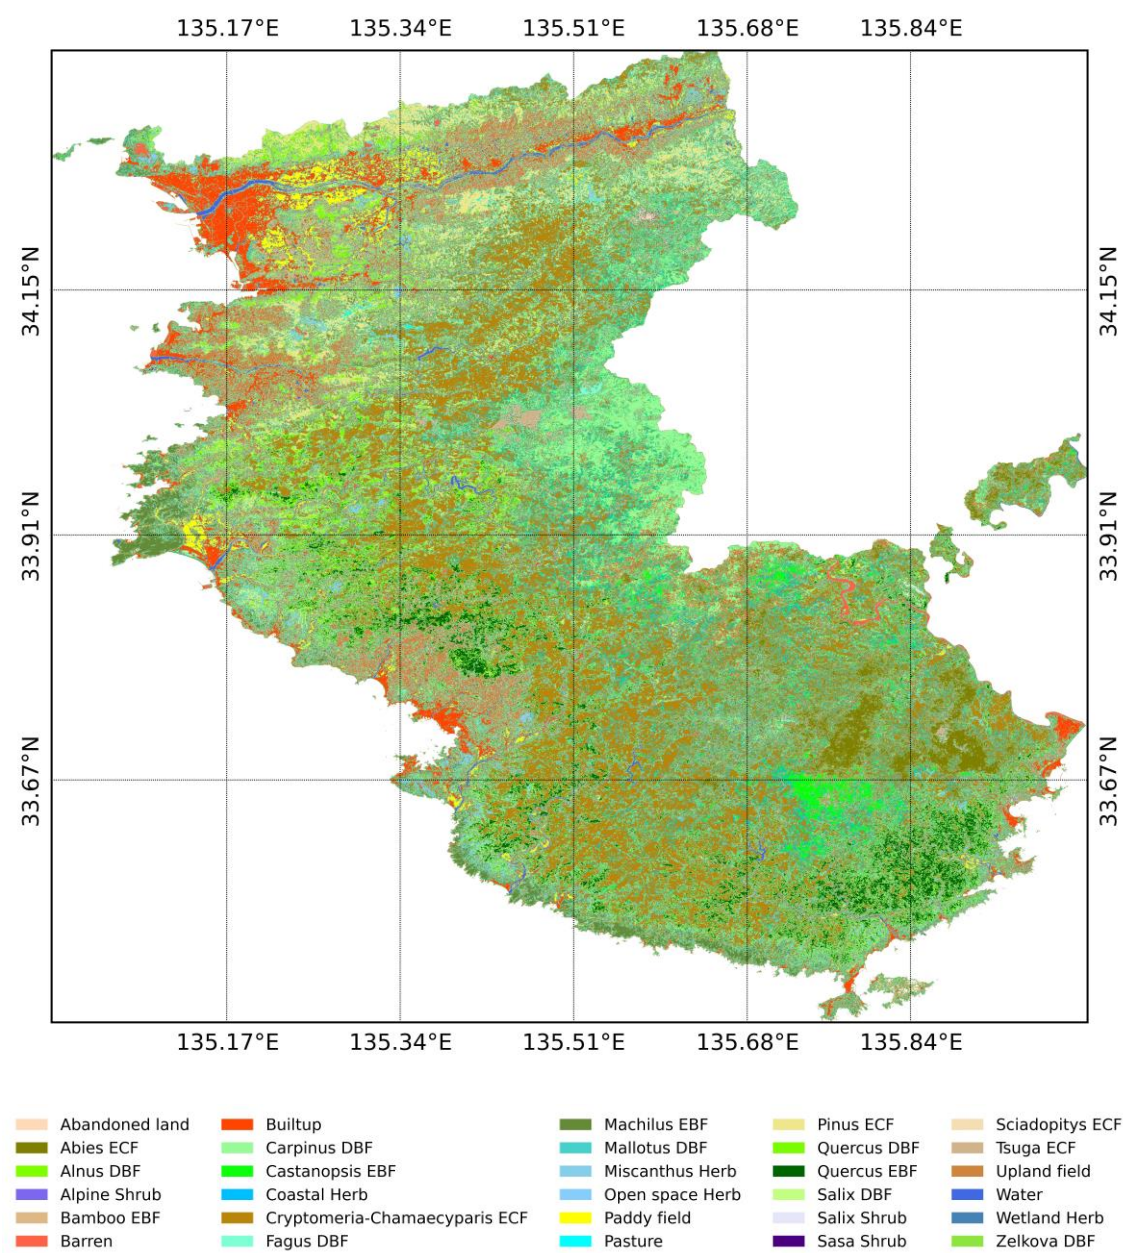 135.17°E 135.34°E 135.51°E 135.68°E 135.84°E
34.15°N 34.15°N
33.91°N 33.91°N
33.67°N 33.67°N
135.17°E 135.34°E 135.51°E 135.68°E 135.84°E
Abandoned land Builtup Machilus EBF Pinus ECF Sciadopitys ECF
Abies ECF Carpinus DBF Mallotus DBF Quercus DBF Tsuga ECF
Alnus DBF Castanopsis EBF Miscanthus Herb Quercus EBF Upland field
Alpine Shrub Coastal Herb Open space Herb Salix DBF Water
Bamboo EBF Cryptomeria-Chamaecyparis ECF Paddy field Salix Shrub Wetland Herb
Barren Fagus DBF Pasture Sasa Shrub Zelkova DBF